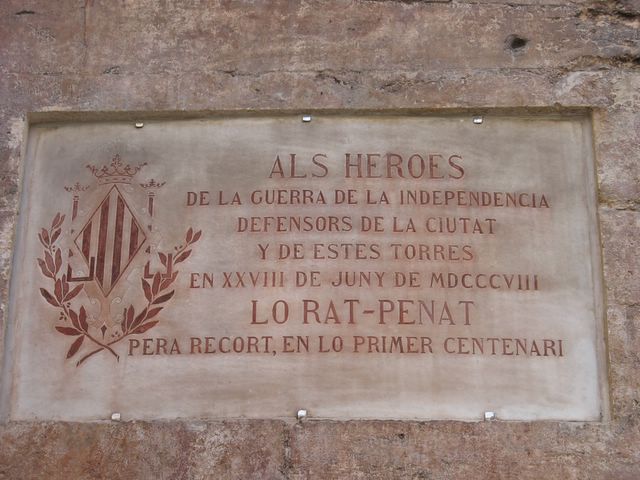 ALS HEROES
DE LA GUERRA DE LA INDEPENDENCIA
DEFENSORS DE LA CIUTAT
Y DE ESTES TORRES
EN XXVIII DE JUNY DE MDCCCVIII
LO RAT-PENAT
PERA RECORT, EN LO PRIMER CENTENARI